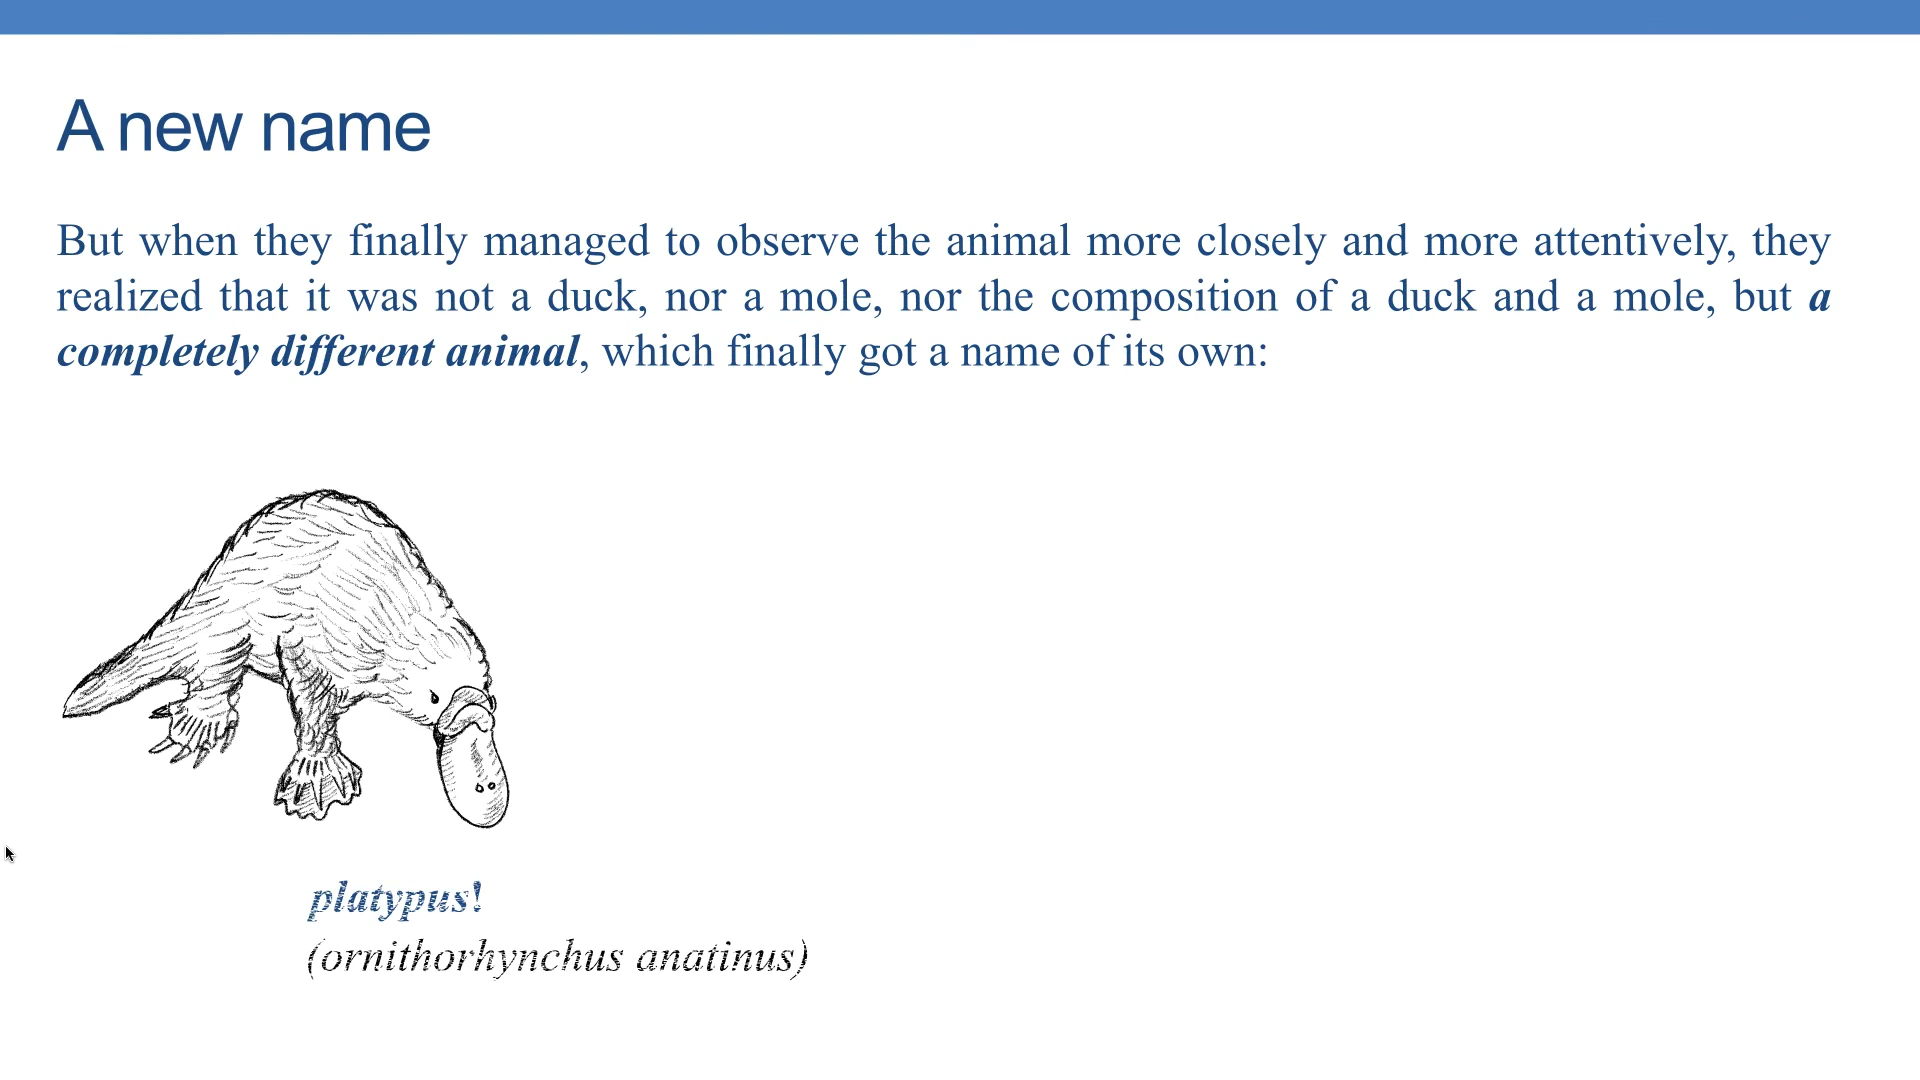 A new name
But when they finally managed to observe the animal more closely and more attentively, they
realized that it was not a duck, nor a mole, nor the composition of a duck and a mole, but a
completely different animal, which finally got a name of its own:
platypus!
(ornithorhynchus anatinus)